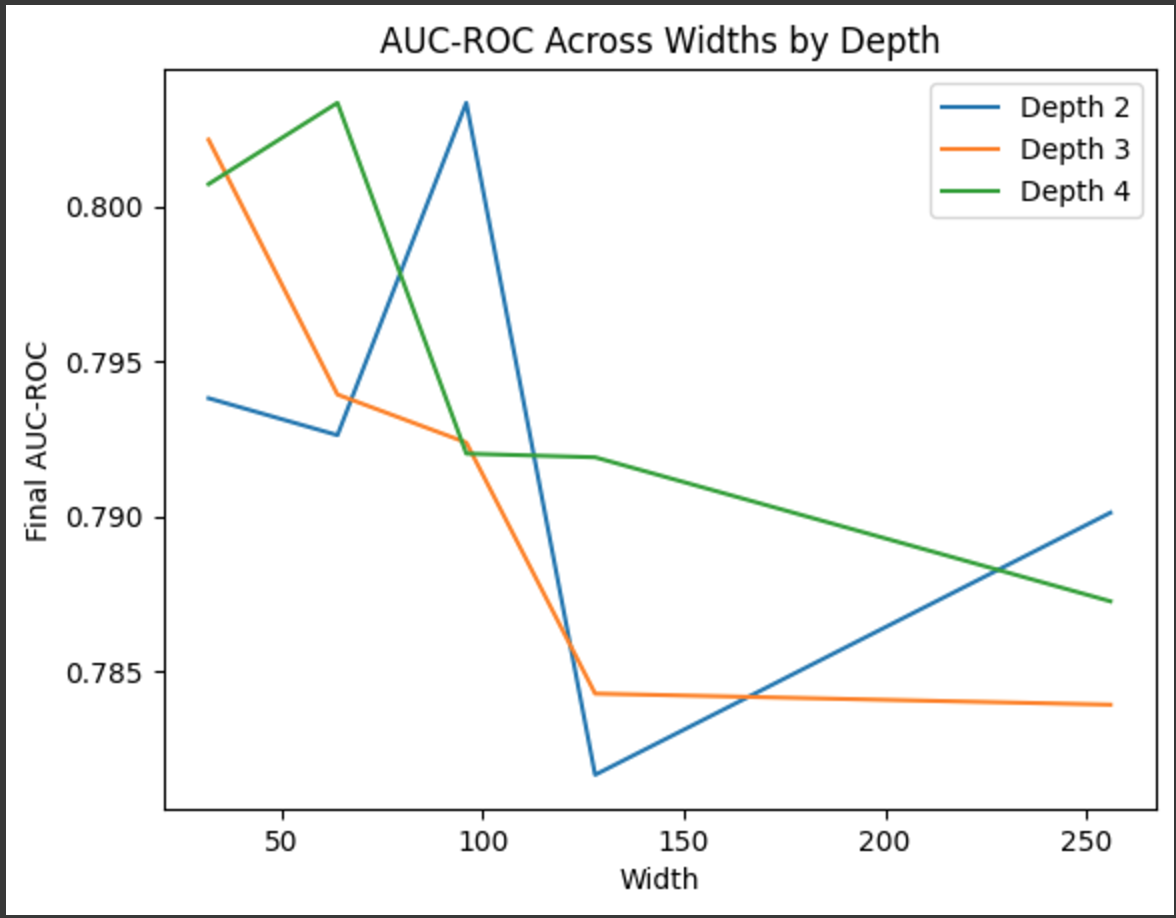 AUC-ROC Across Widths by Depth
Depth 2
Depth 3
Depth 4
0.800
0.795
0.790
0.785
Final AUC-ROC
50
100
150
200
250
Width